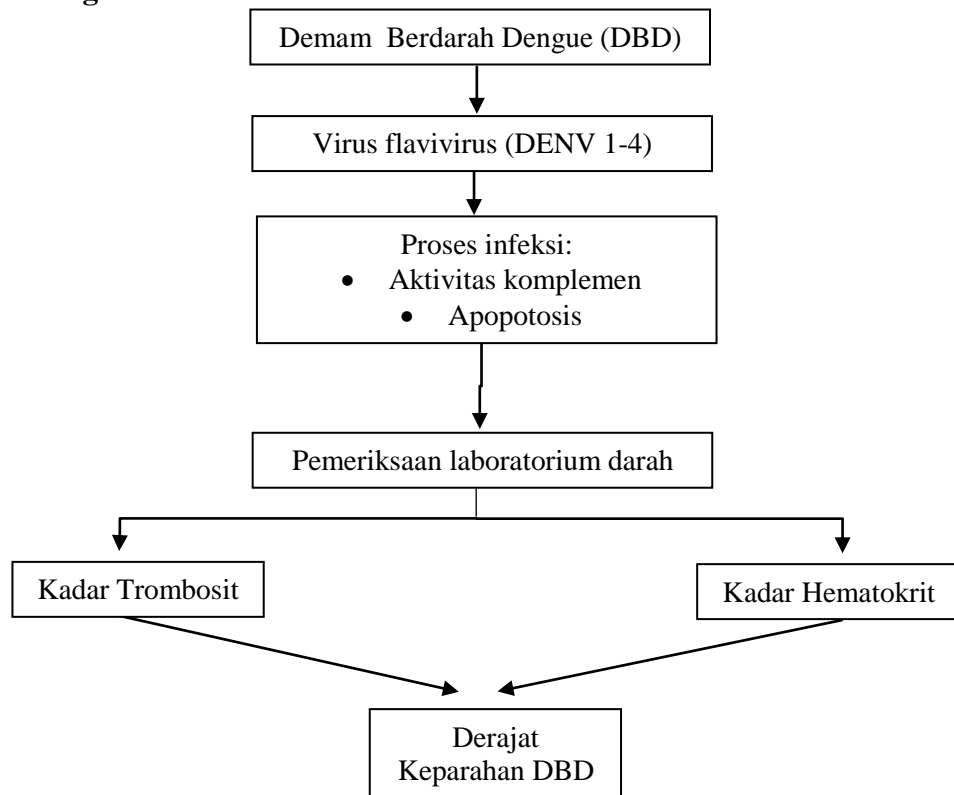 Demam Berdarah Dengue (DBD)
Virus flavivirus (DENV 1-4)
Proses infeksi:
• Aktivitas komplemen
• Apopotosis
Pemeriksaan laboratorium darah
Kadar Trombosit
Kadar Hematokrit
Derajat
Keparahan DBD